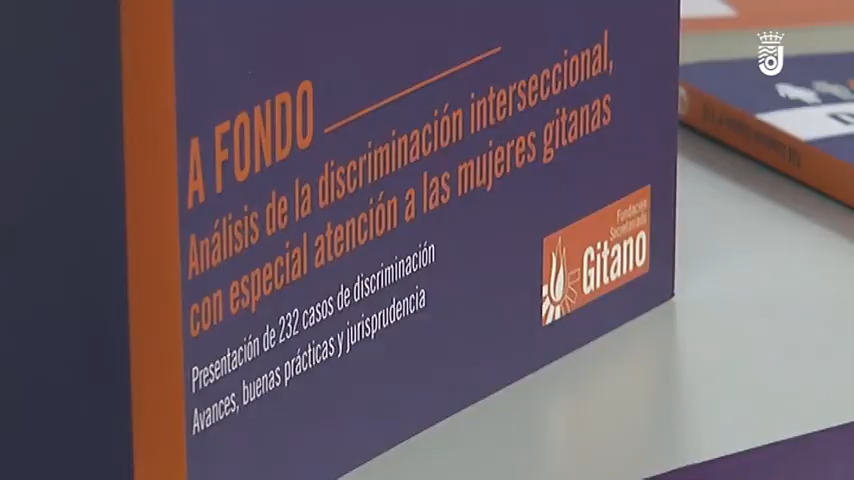 A FONDO
Análisis de la discriminación interseccional,
con especial atención a las mujeres gitanas
Presentación de 232 casos de discriminación
Avances, buenas prácticas y jurisprudencia
Fundación
Secretariado
Gitano